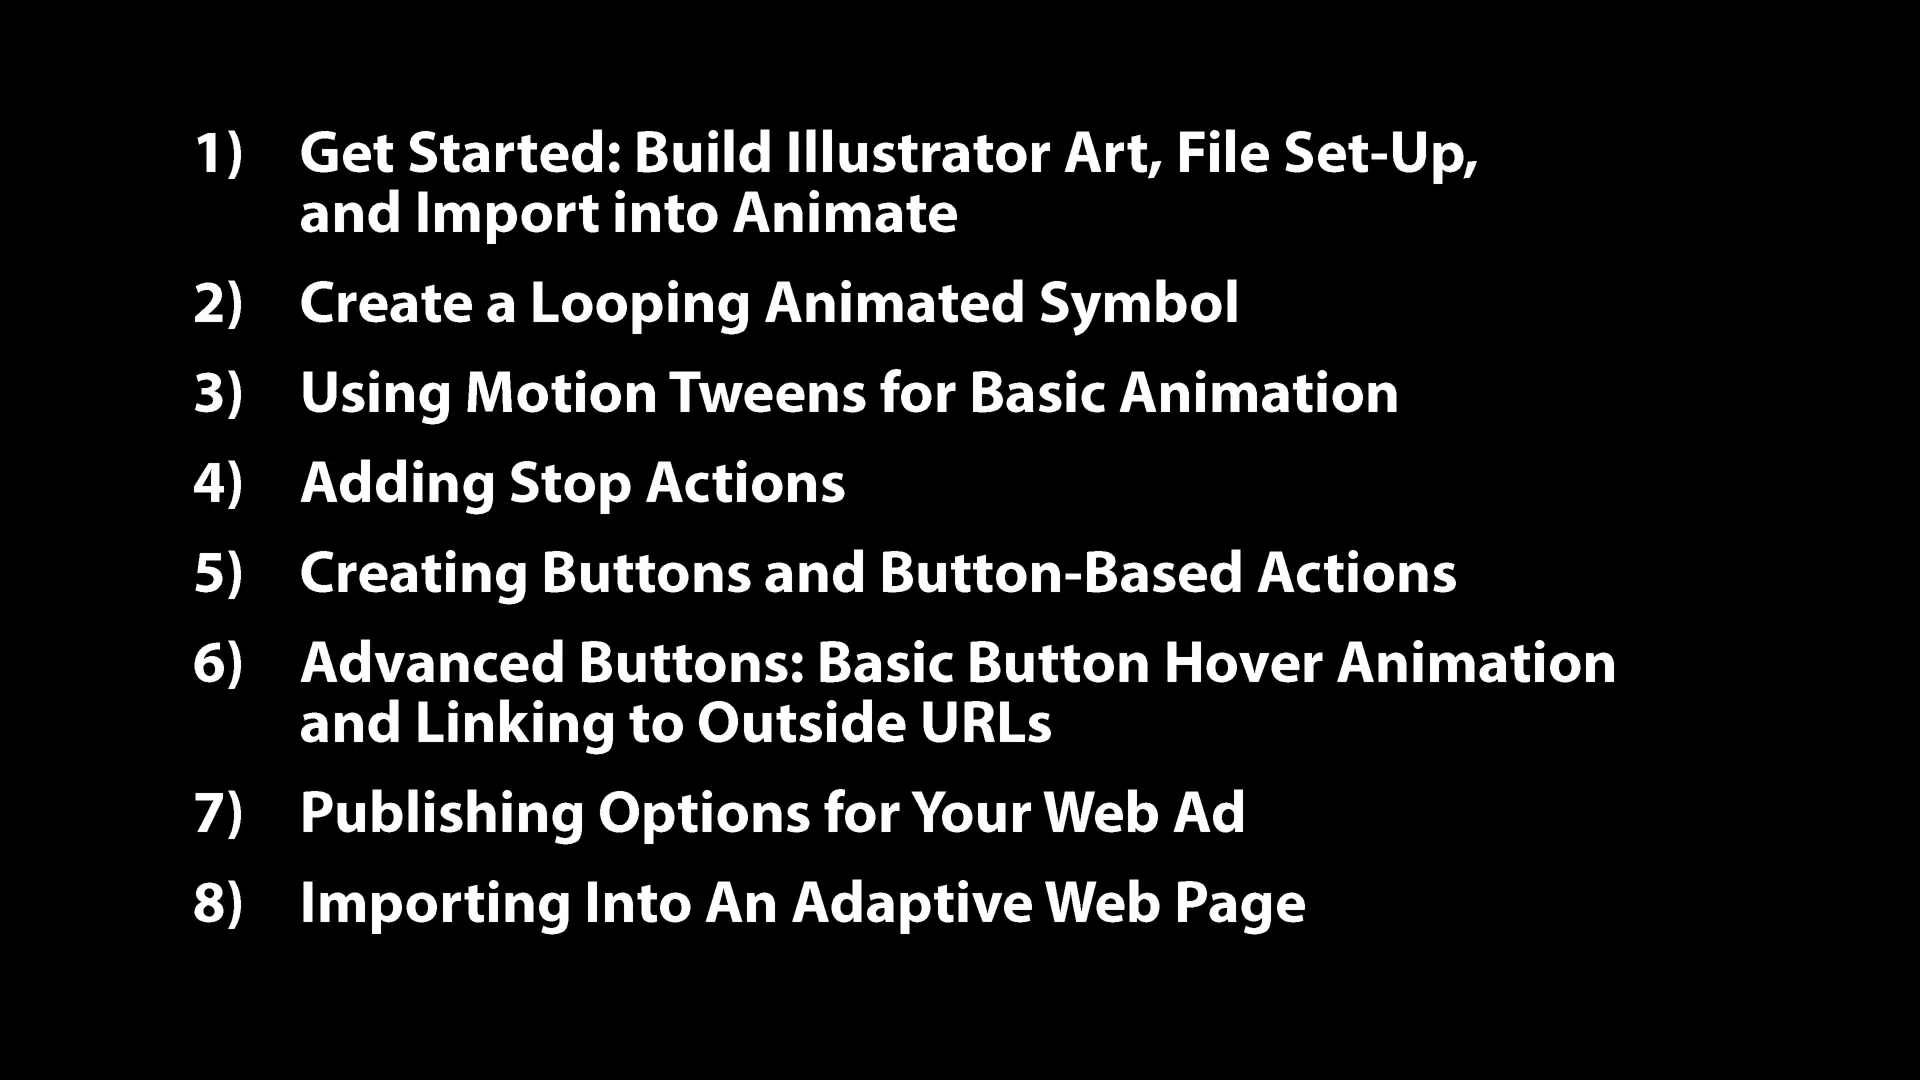 1) Get Started: Build Illustrator Art, File Set-Up,
and Import into Animate
2) Create a Looping Animated Symbol
3) Using Motion Tweens for Basic Animation
4) Adding Stop Actions
5) Creating Buttons and Button-Based Actions
6) Advanced Buttons: Basic Button Hover Animation
and Linking to Outside URLs
7) Publishing Options for Your Web Ad
8) Importing Into An Adaptive Web Page